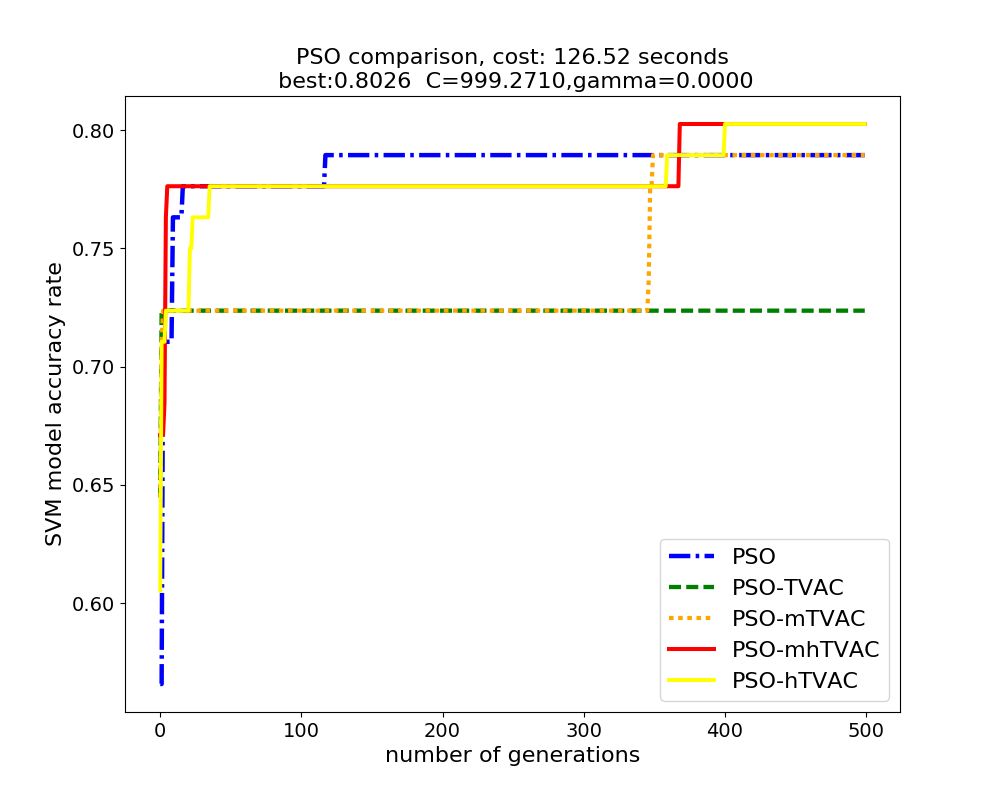 PSO comparison, cost: 126.52 seconds
best:0.8026  C=999.2710,gamma=0.0000
SVM model accuracy rate
0.80
0.75
0.70
0.65
0.60
PSO
PSO-TVAC
PSO-mTVAC
PSO-mhTVAC
PSO-hTVAC
0 100 200 300 400 500
number of generations